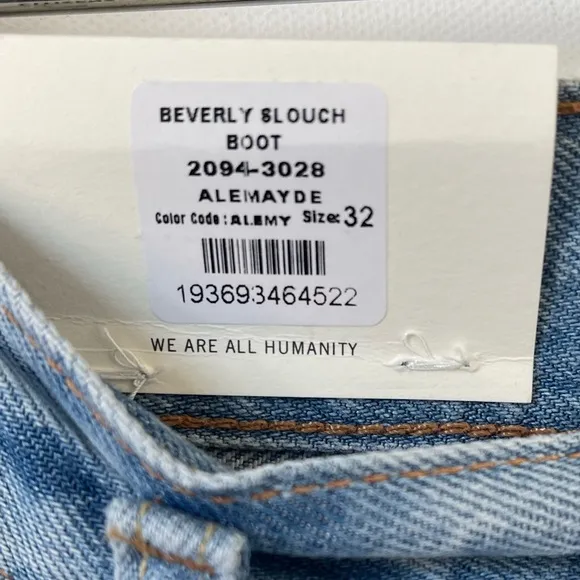 BEVERLY SLOUCH
BOOT
2094-3028
ALEMAYDE
Color Code: ALEMY Size: 32
193693464522
WE ARE ALL HUMANITY